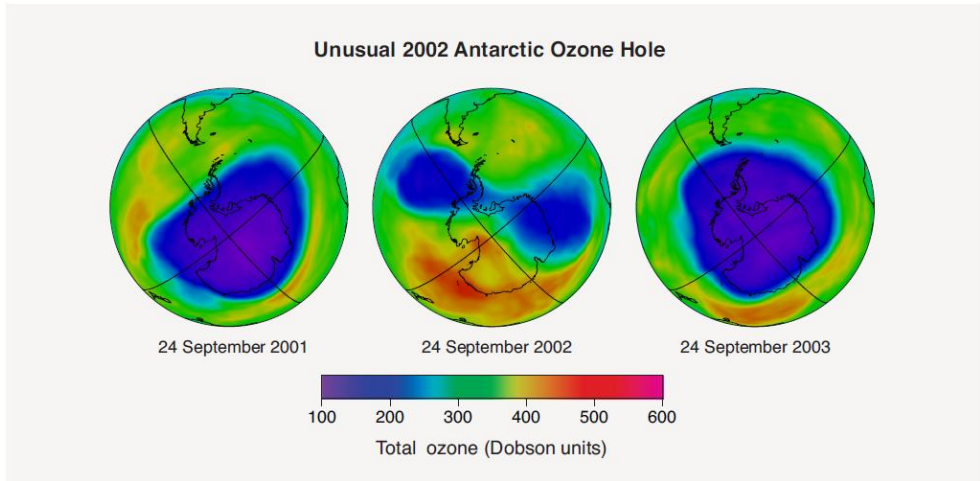 Unusual 2002 Antarctic Ozone Hole
24 September 2001 24 September 2002 24 September 2003
100 200 300 400 500 600
Total ozone (Dobson units)